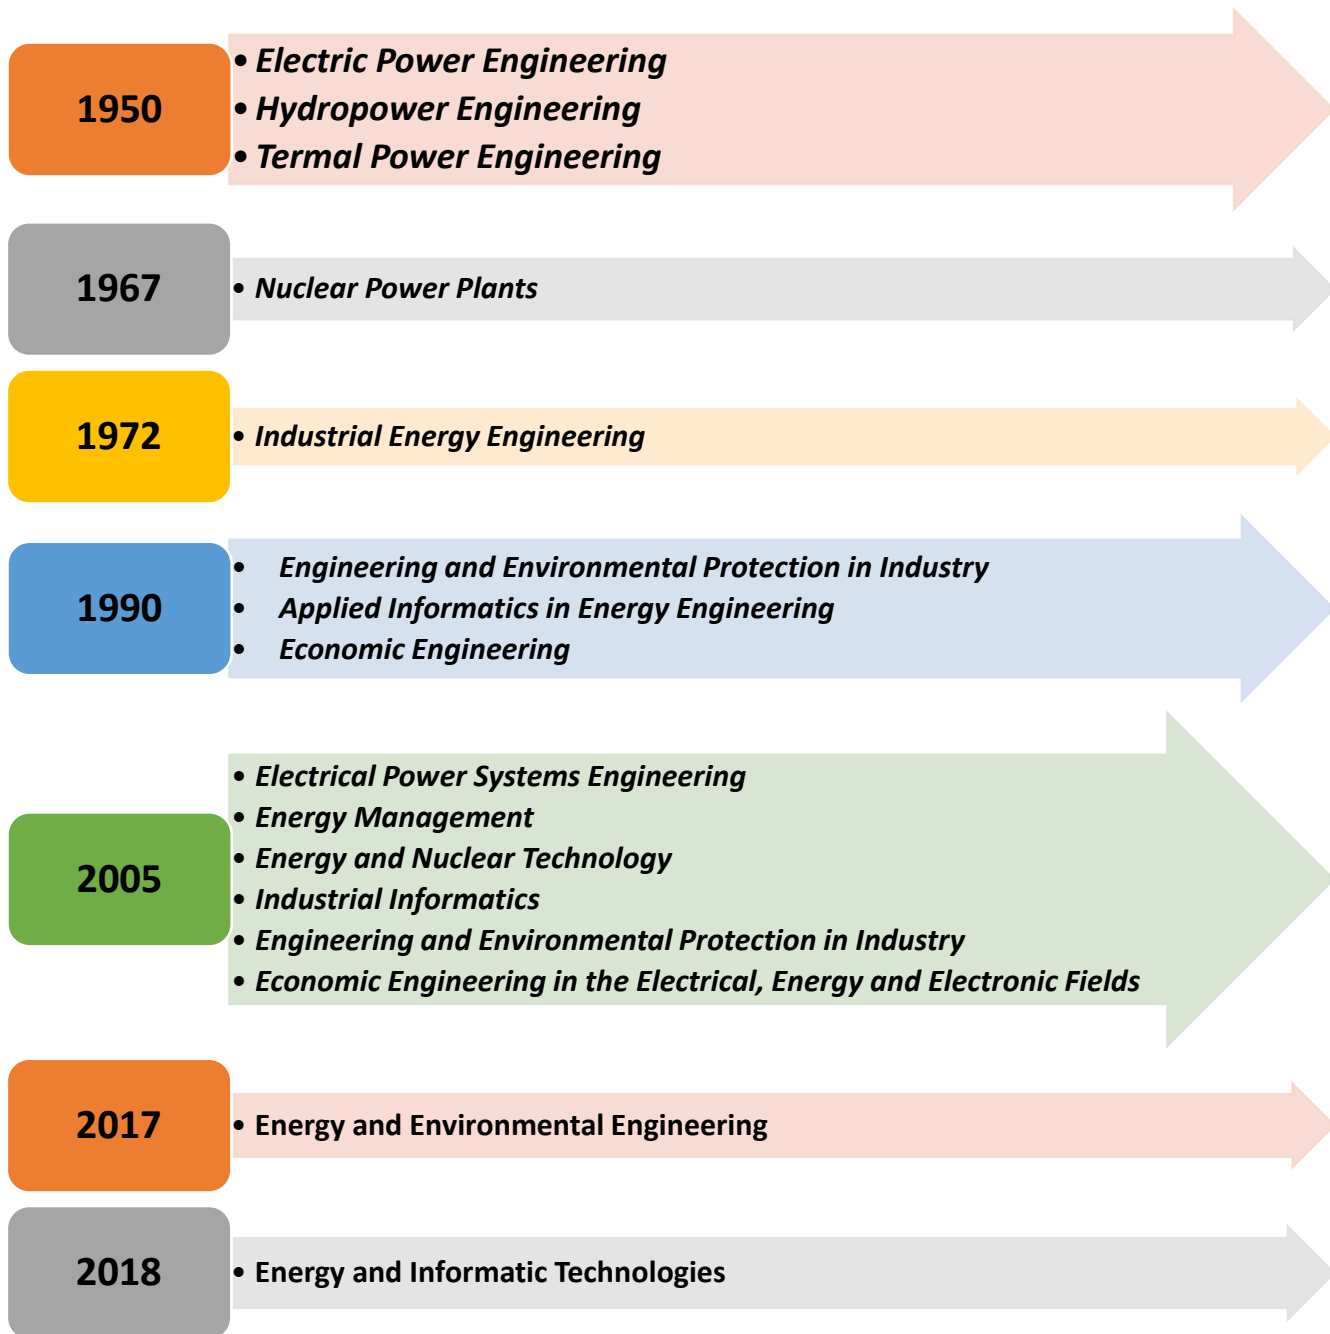 1950
• Electric Power Engineering
• Hydropower Engineering
• Termal Power Engineering
1967
• Nuclear Power Plants
1972
• Industrial Energy Engineering
1990
• Engineering and Environmental Protection in Industry
• Applied Informatics in Energy Engineering
• Economic Engineering
2005
• Electrical Power Systems Engineering
• Energy Management
• Energy and Nuclear Technology
• Industrial Informatics
• Engineering and Environmental Protection in Industry
• Economic Engineering in the Electrical, Energy and Electronic Fields
2017
• Energy and Environmental Engineering
2018
• Energy and Informatic Technologies